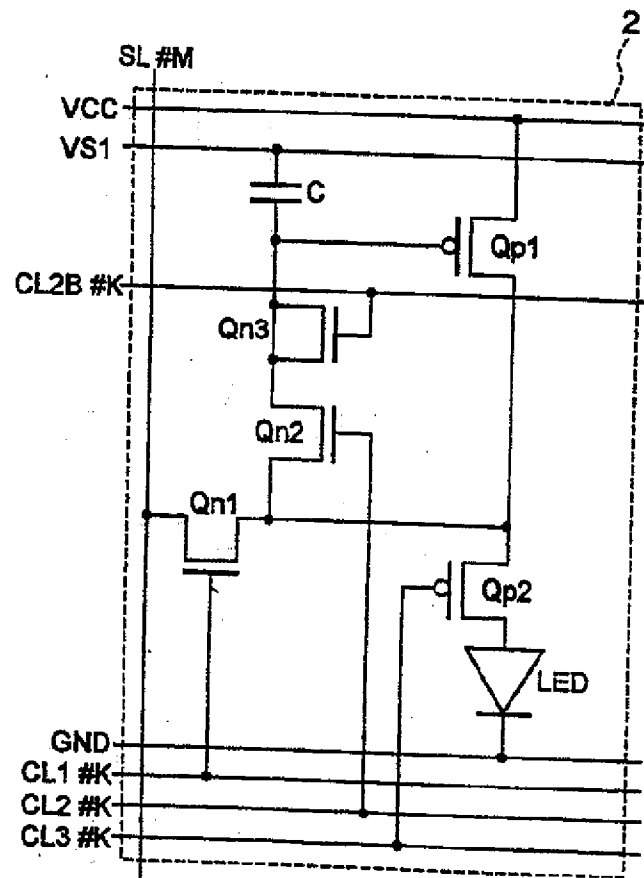 2
SL #M
VCC
VS1
C
Qp1
CL2B #K
Qn3
Qn2
Qn1
Qp2
LED
GND
CL1 #K
CL2 #K
CL3 #K